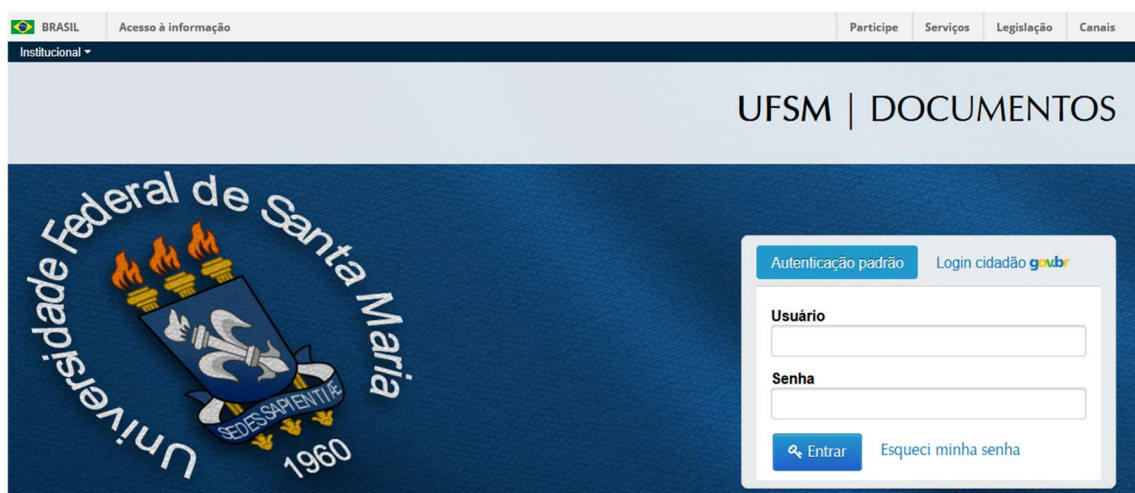 BRASIL Acesso à informação Participe Serviços Legislação Canais
Institucional
UFSM | DOCUMENTOS
Universidade Federal de Santa Maria
SEDES SAPIENTIÆ
1960
Autenticação padrão Login cidadão gov.br
Usuário
Senha
Entrar Esqueci minha senha